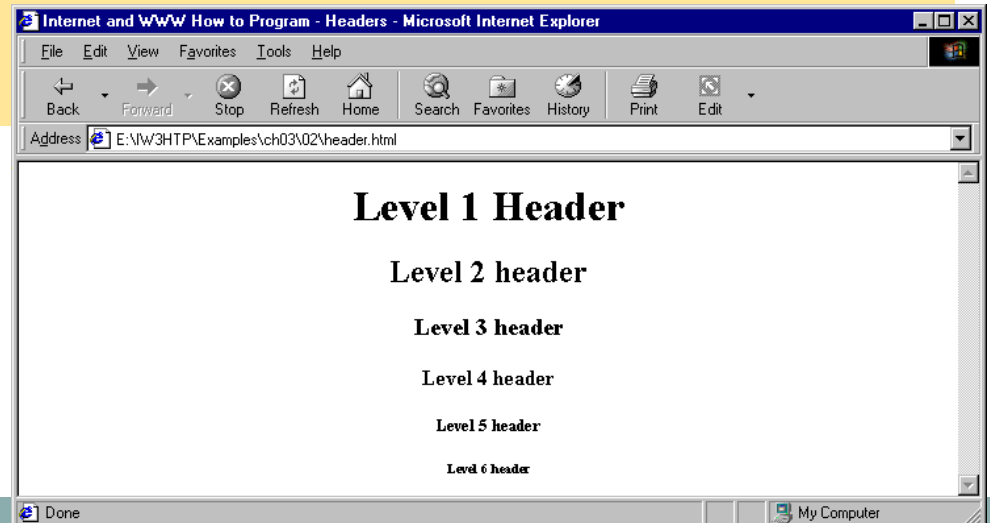 Internet and WWW How to Program - Headers - Microsoft Internet Explorer
File Edit View Favorites Tools Help
Back Forward Stop Refresh Home Search Favorites History Print Edit
Address E:\IW3HTP\Examples\ch03\02\header.html
Level 1 Header
Level 2 header
Level 3 header
Level 4 header
Level 5 header
Level 6 header
Done My Computer